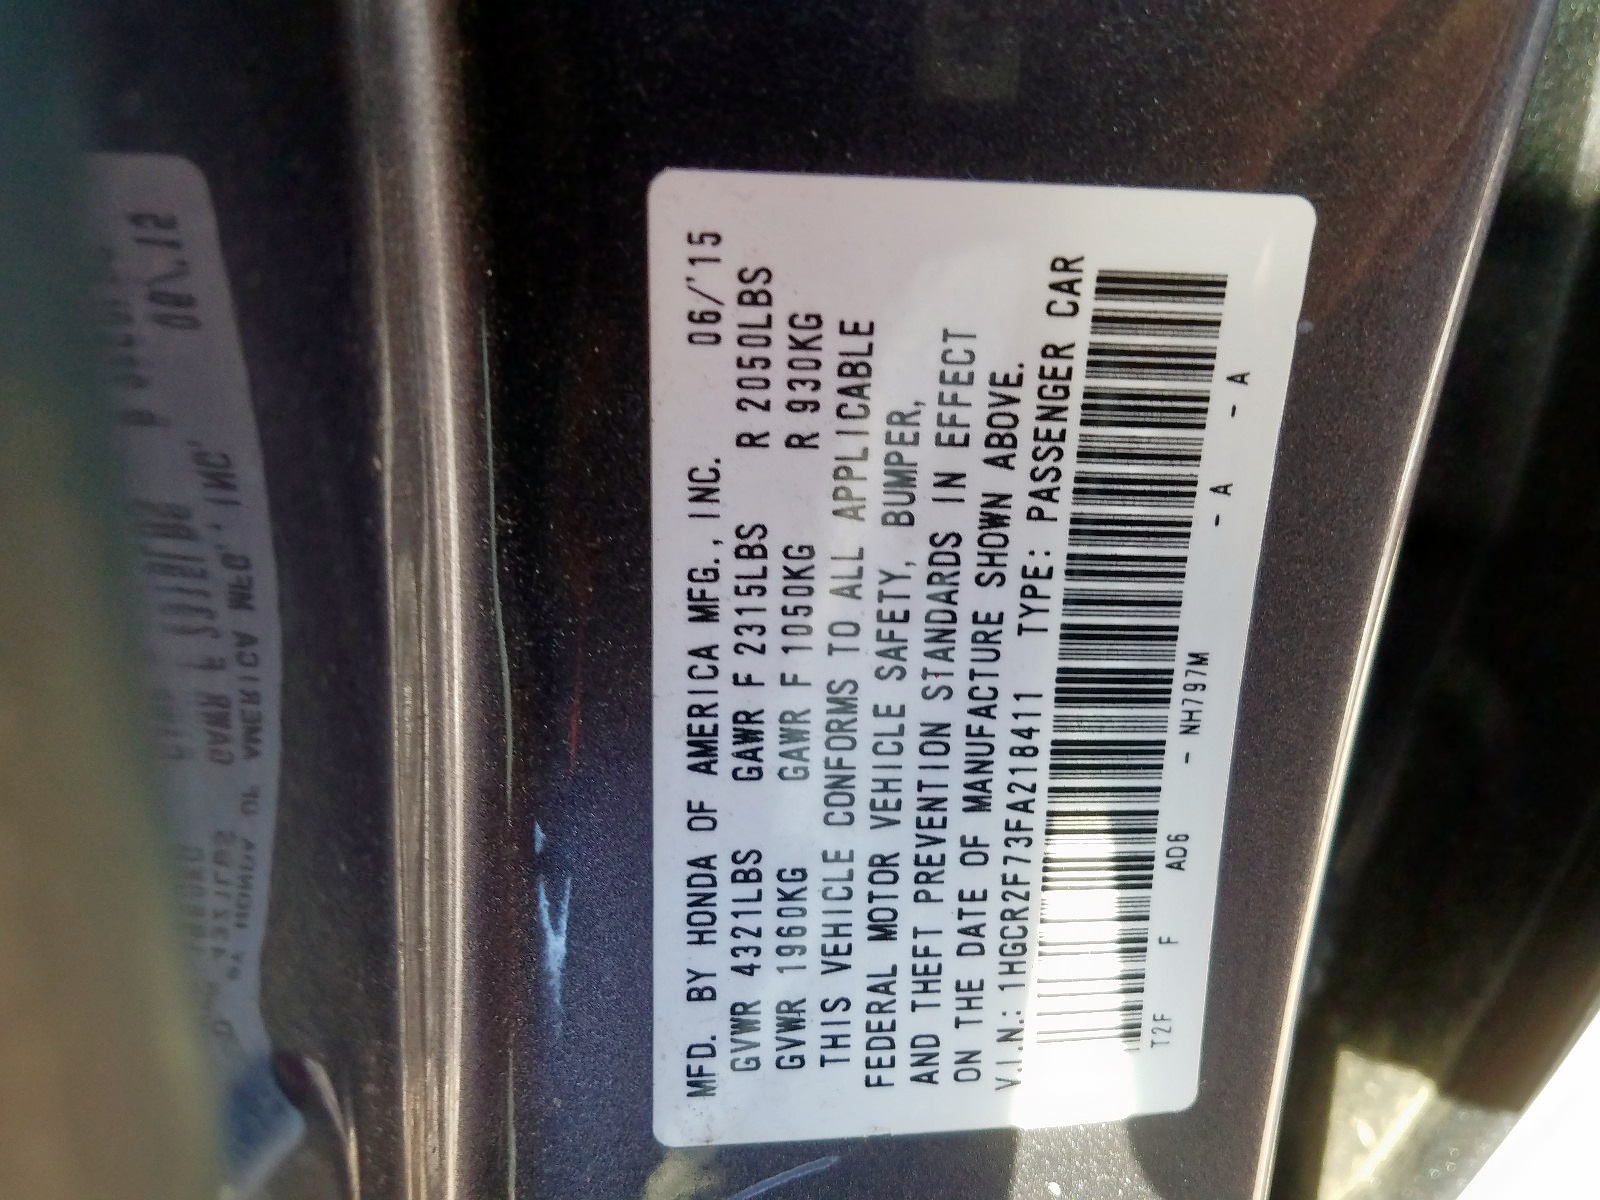 MFD. BY HONDA OF AMERICA MFG., INC. 06/'15
GVWR 4321LBS GAWR F 2315LBS R 2050LBS
GVWR 1960KG GAWR F 1050KG R 930KG
THIS VEHICLE CONFORMS TO ALL APPLICABLE
FEDERAL MOTOR VEHICLE SAFETY, BUMPER,
AND THEFT PREVENTION STANDARDS IN EFFECT
ON THE DATE OF MANUFACTURE SHOWN ABOVE.
V.I.N.: 1HGCR2F73FA218411 TYPE: PASSENGER CAR
T2F F AD6 - NH797M - A - A